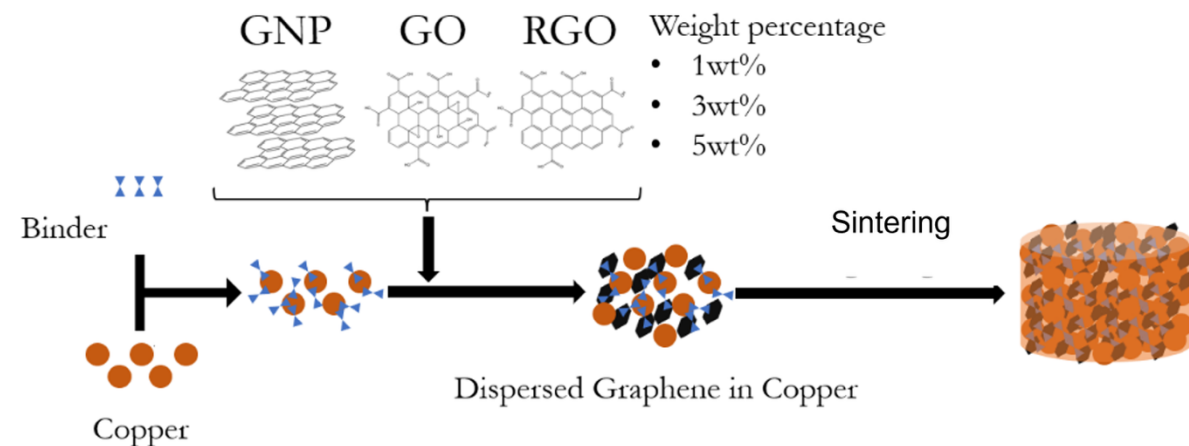 GNP GO RGO
Weight percentage
• 1wt%
• 3wt%
• 5wt%
Binder
Sintering
Dispersed Graphene in Copper
Copper